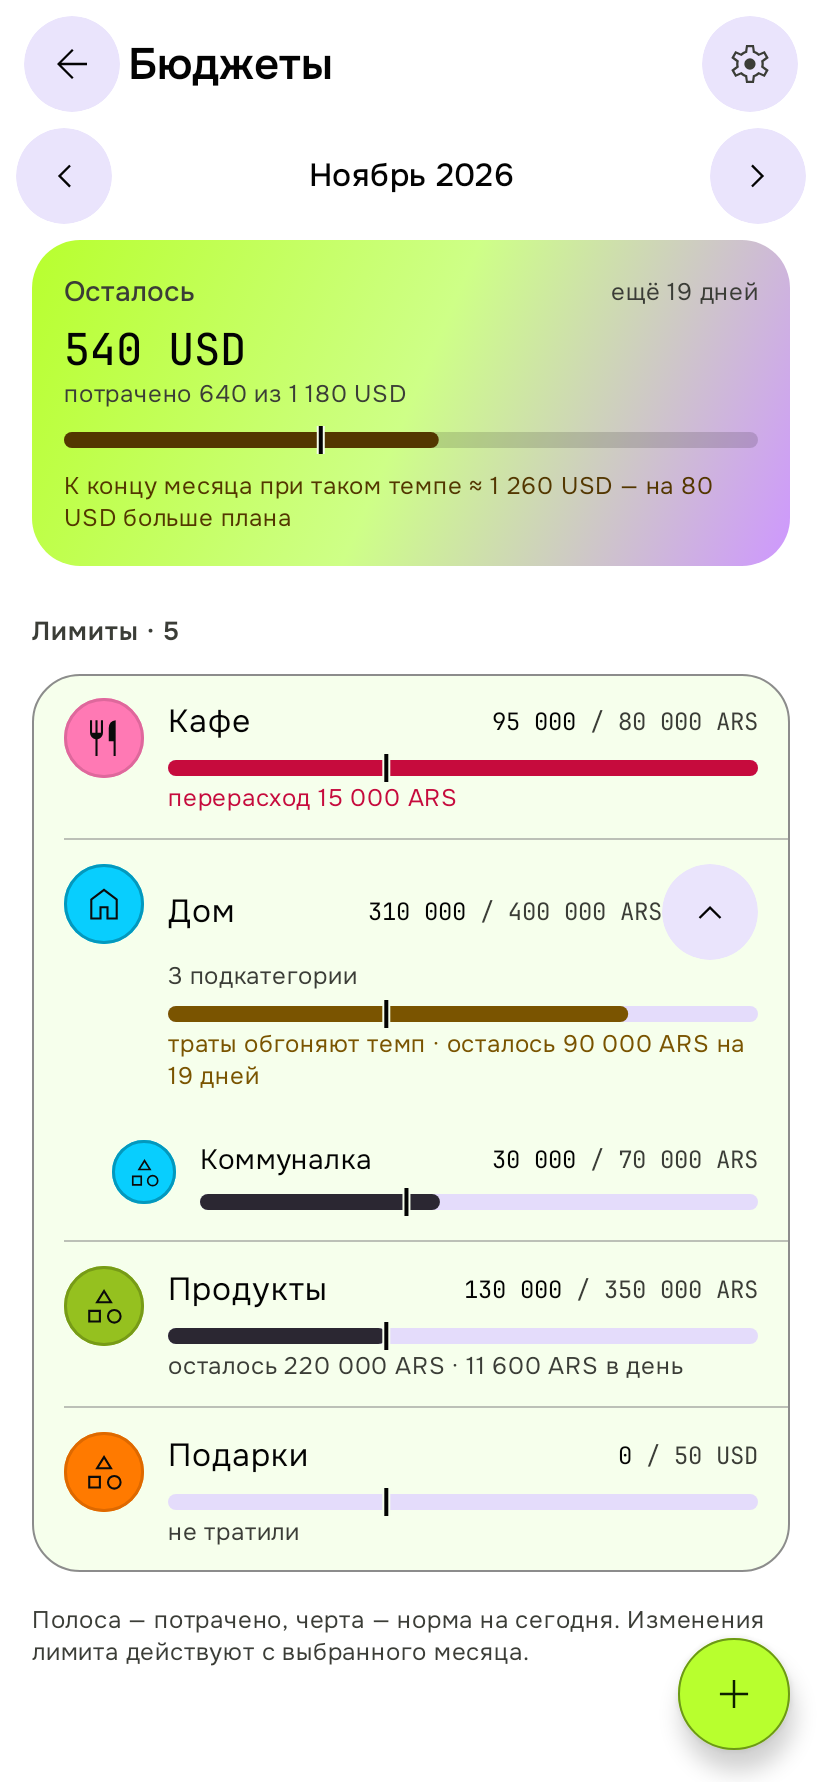 Бюджеты
Ноябрь 2026
Осталось
ещё 19 дней
540 USD
потрачено 640 из 1 180 USD
К концу месяца при таком темпе ≈ 1 260 USD — на 80
USD больше плана
Лимиты · 5
Кафе
95 000 / 80 000 ARS
перерасход 15 000 ARS
Дом
310 000 / 400 000 ARS
3 подкатегории
траты обгоняют темп · осталось 90 000 ARS на
19 дней
Коммуналка
30 000 / 70 000 ARS
Продукты
130 000 / 350 000 ARS
осталось 220 000 ARS · 11 600 ARS в день
Подарки
0 / 50 USD
не тратили
Полоса — потрачено, черта — норма на сегодня. Изменения
лимита действуют с выбранного месяца.